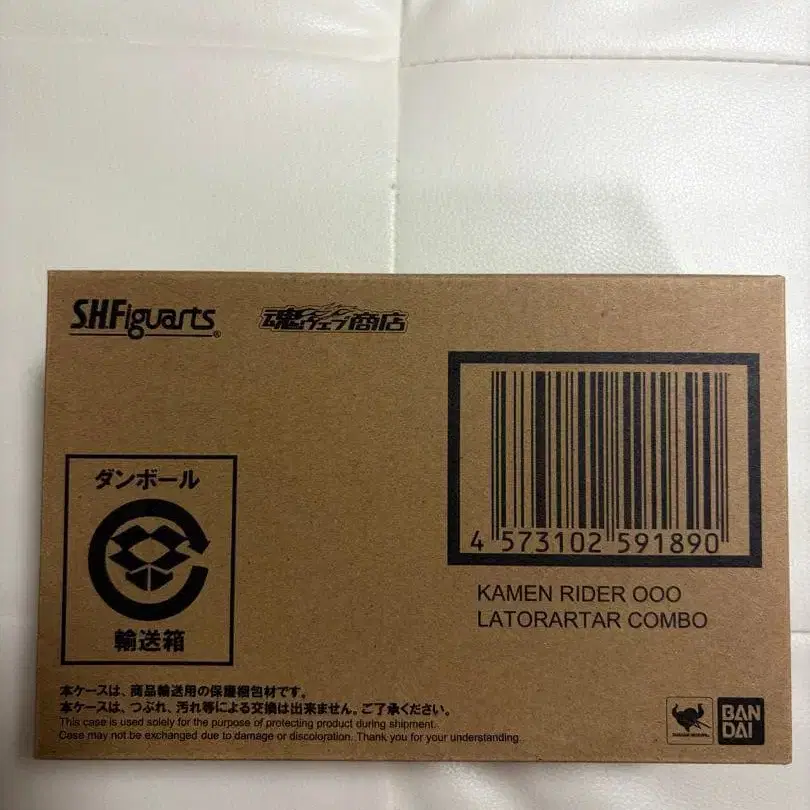 S.H.Figuarts®
魂ウェブ商店
ダンボール
輸送箱
4 573102 591890
KAMEN RIDER OOO
LATORARTAR COMBO
本ケースは、商品輸送用の保護梱包材です。
本ケースは、つぶれ、汚れ等による交換は出来ません。ご了承ください。
This case is used solely for the purpose of protecting product during shipment.
Case may not be exchanged due to damage or discoloration. Thank you for your understanding.
BAN
DAI